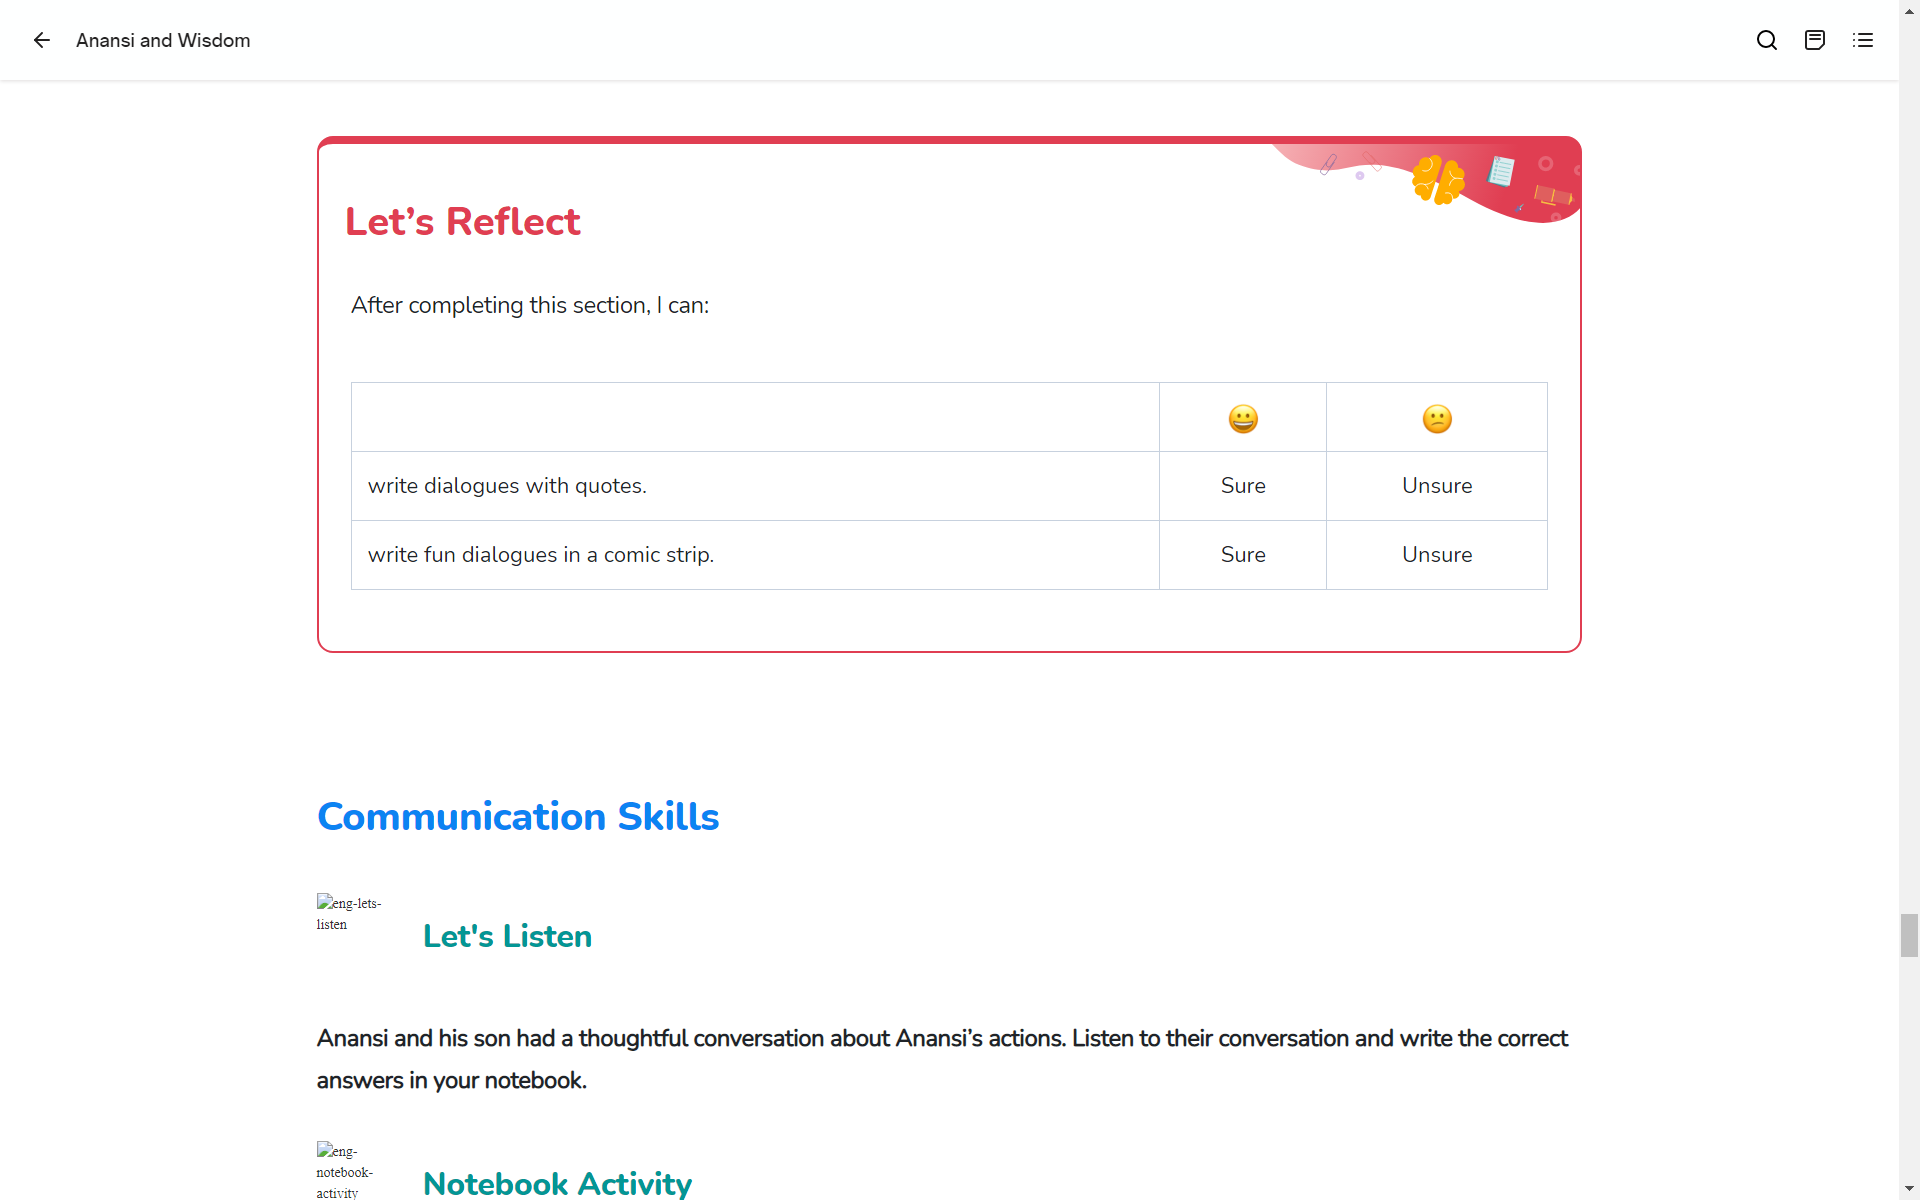 Anansi and Wisdom
Let’s Reflect
After completing this section, I can:
write dialogues with quotes. Sure Unsure
write fun dialogues in a comic strip. Sure Unsure
Communication Skills
eng-lets-
listen
Let's Listen
Anansi and his son had a thoughtful conversation about Anansi’s actions. Listen to their conversation and write the correct
answers in your notebook.
eng-
notebook-
activity
Notebook Activity